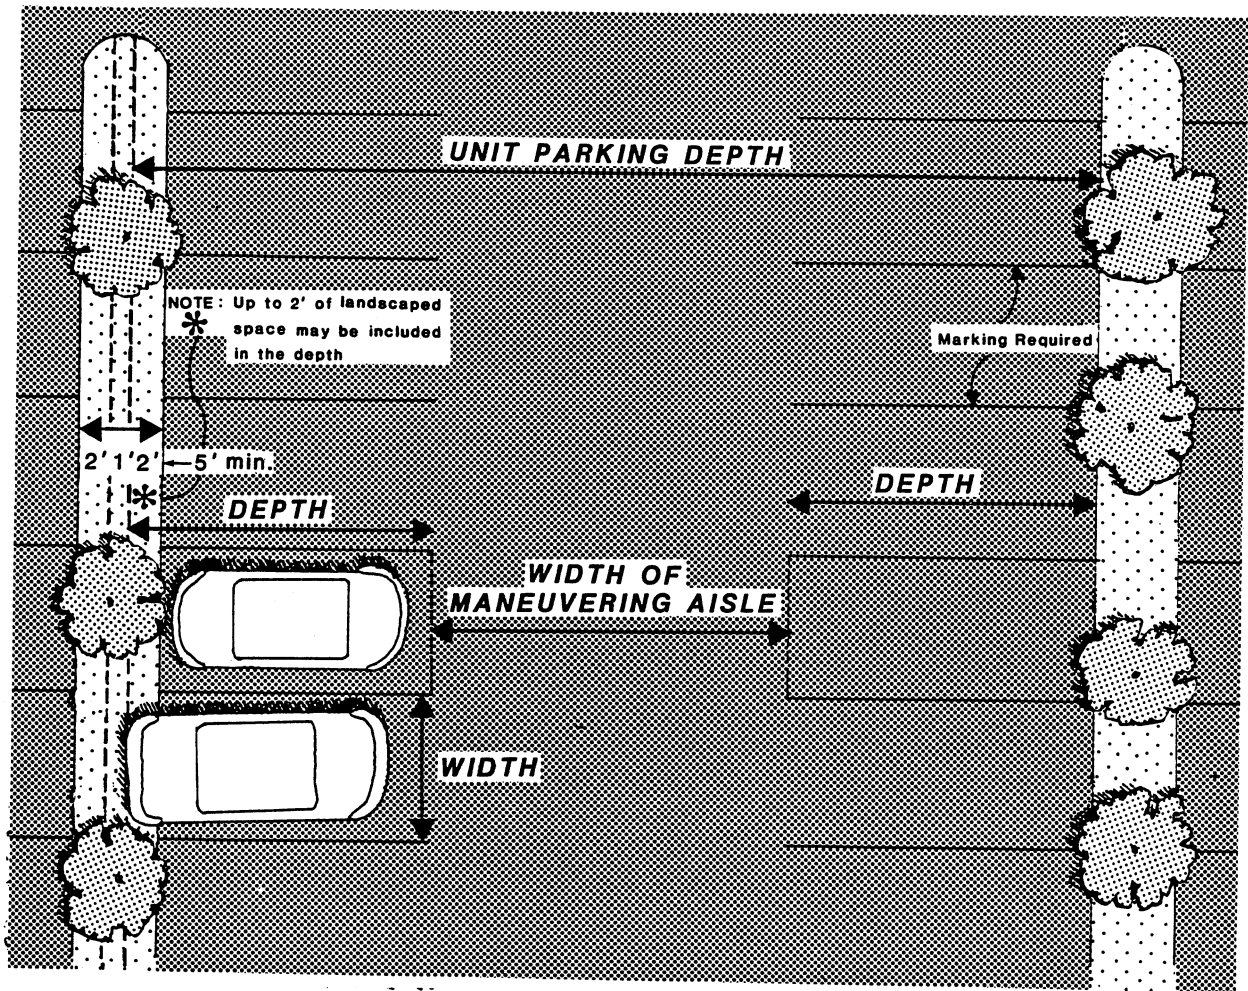 UNIT PARKING DEPTH
NOTE: Up to 2' of landscaped
* space may be included
in the depth
Marking Required
2' 1' 2' 5' min.
*
DEPTH
DEPTH
WIDTH OF
MANEUVERING AISLE
WIDTH